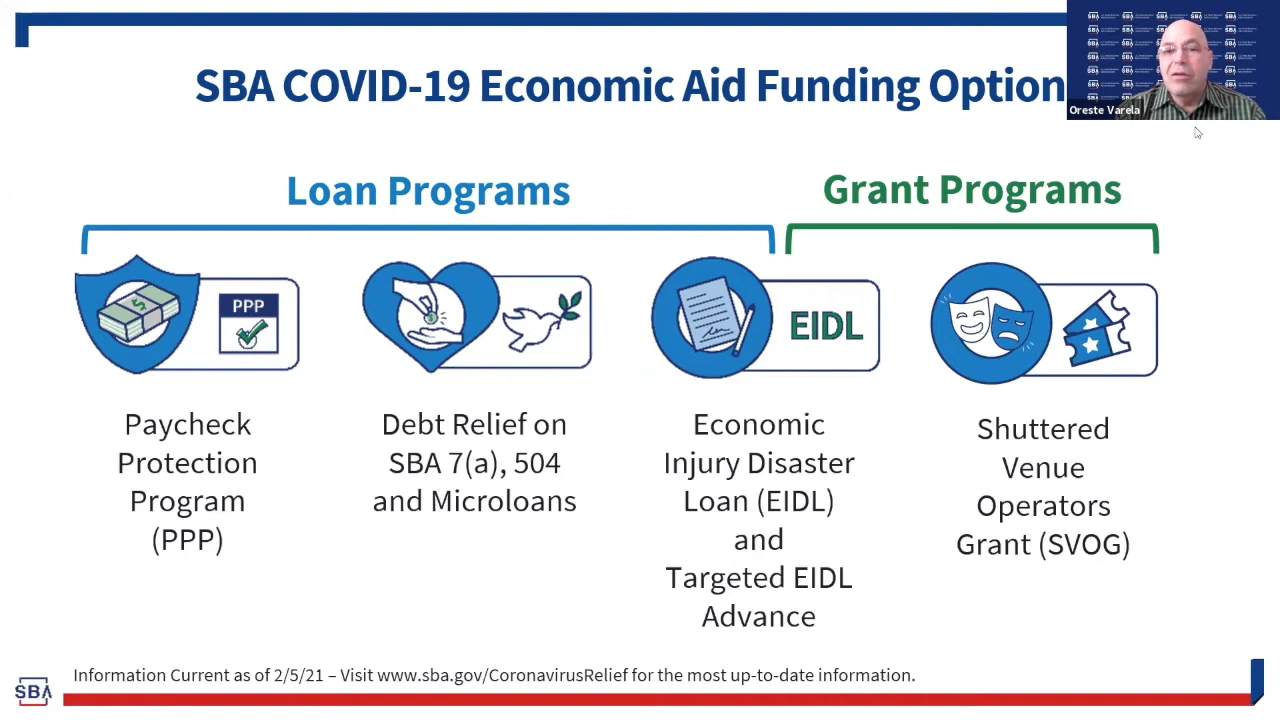 SBA COVID-19 Economic Aid Funding Option
Oreste Varela
Loan Programs
Grant Programs
PPP
EIDL
Paycheck
Protection
Program
(PPP)
Debt Relief on
SBA 7(a), 504
and Microloans
Economic
Injury Disaster
Loan (EIDL)
and
Targeted EIDL
Advance
Shuttered
Venue
Operators
Grant (SVOG)
Information Current as of 2/5/21 – Visit www.sba.gov/CoronavirusRelief for the most up-to-date information.
SBA